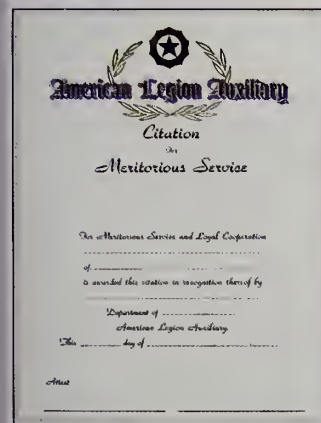 American Legion Auxiliary
Citation
for
Meritorious Service
For Meritorious Service and Loyal Cooperation
of
is awarded this citation in recognition thereof by
Department of
American Legion Auxiliary.
This day of
Attest